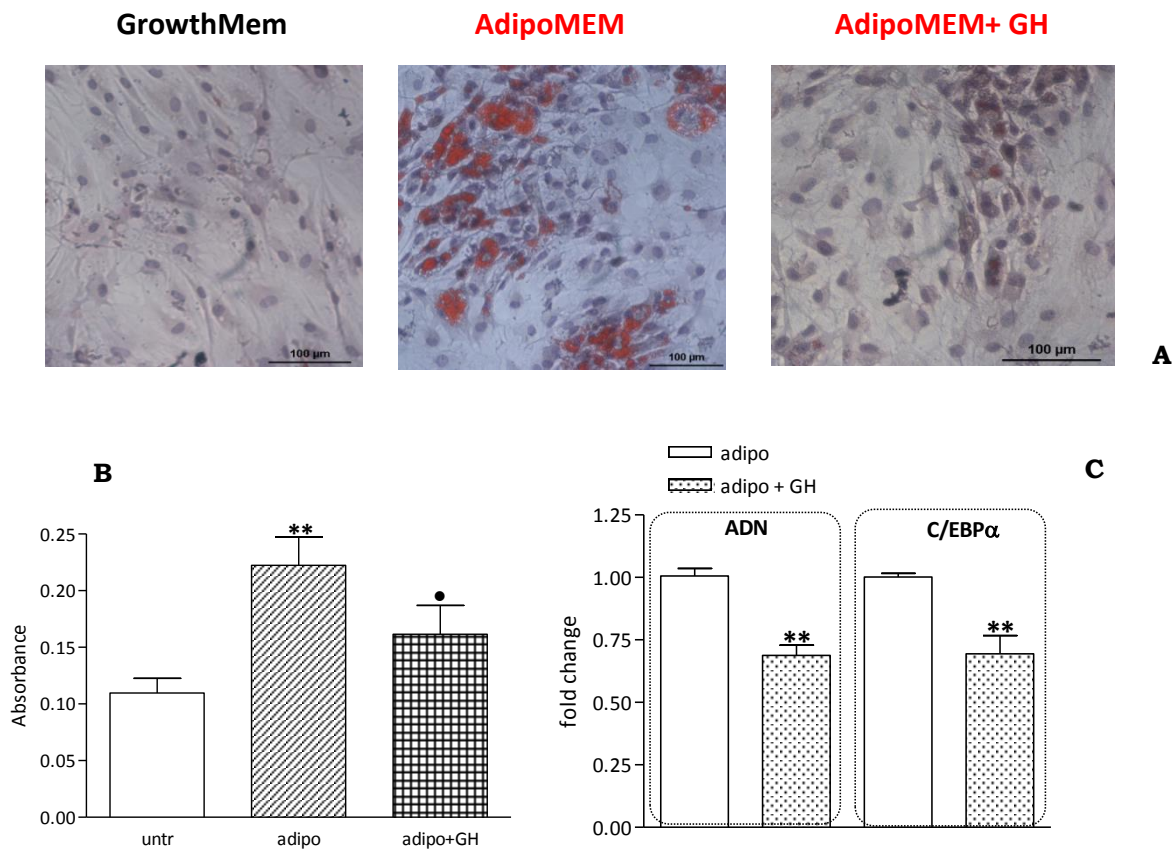 GrowthMem AdipoMEM AdipoMEM+ GH
100 µm 100 µm 100 µm
A
B
Absorbance
0.25
0.20
0.15
0.10
0.05
0.00
**
•
untr adipo adipo+GH
C
adipo
adipo + GH
fold change
1.25
1.00
0.75
0.50
0.25
0.00
ADN C/EBPα
** **